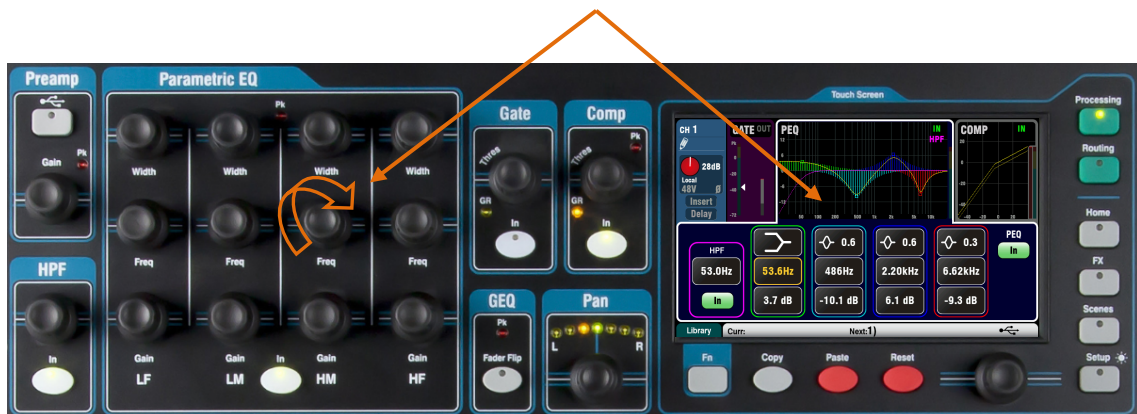 Preamp
Gain
Pk
HPF
In
Parametric EQ
Pk
Width
Width
Width
Width
Freq
Freq
Freq
Freq
Gain
Gain
In
Gain
Gain
LF
LM
HM
HF
Gate
Thres
GR
In
Comp
Pk
Thres
GR
In
GEQ
Pk
Fader Flip
Pan
L
R
Touch Screen
CH 1
28dB
Local
48V Ø
Insert
Delay
GATE OUT
PEQ
IN
HPF
COMP
IN
HPF
53.0Hz
In
53.6Hz
3.7 dB
0.6
486Hz
-10.1 dB
0.6
2.20kHz
6.1 dB
0.3
6.62kHz
-9.3 dB
PEQ
In
Library
Curr:
Next:1)
Fn
Copy
Paste
Reset
Processing
Routing
Home
FX
Scenes
Setup